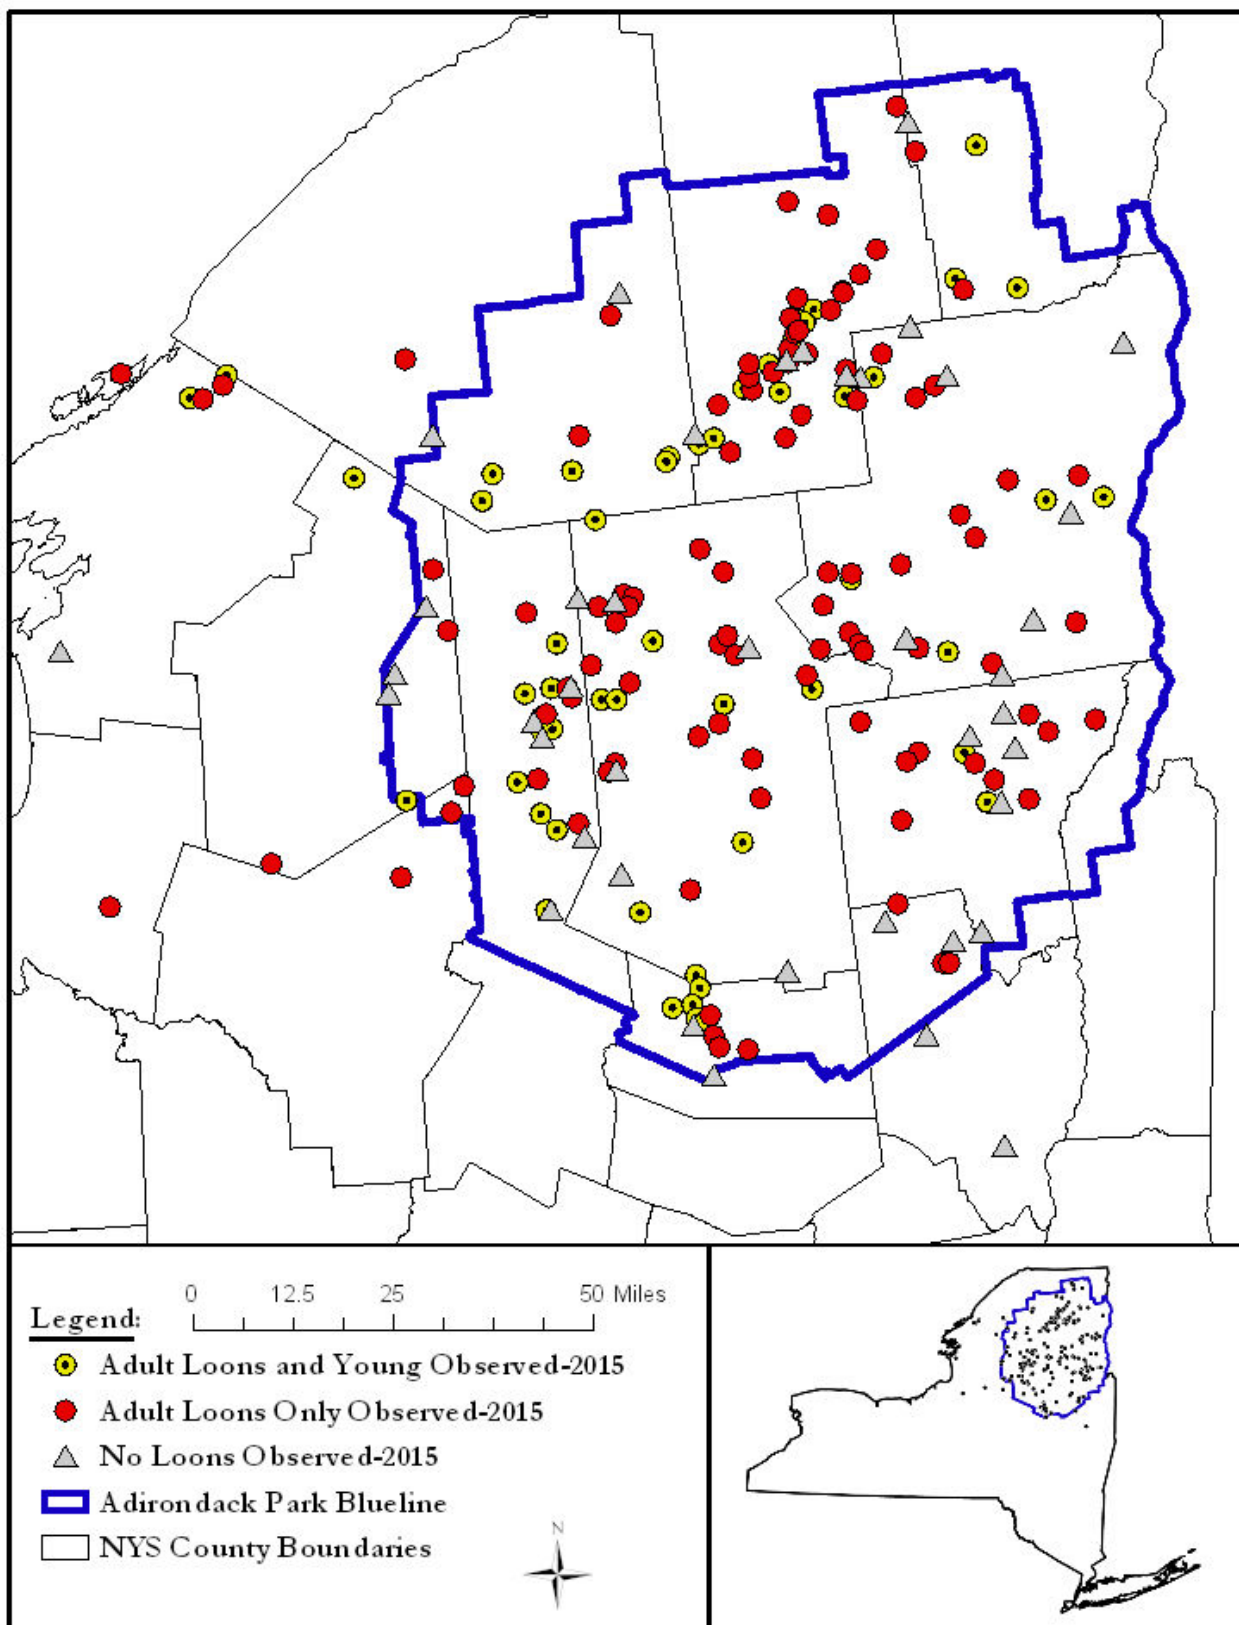 0 12.5 25 50 Miles
Legend:
Adult Loons and Young Observed-2015
Adult Loons Only Observed-2015
No Loons Observed-2015
Adirondack Park Blueline
NYS County Boundaries
N